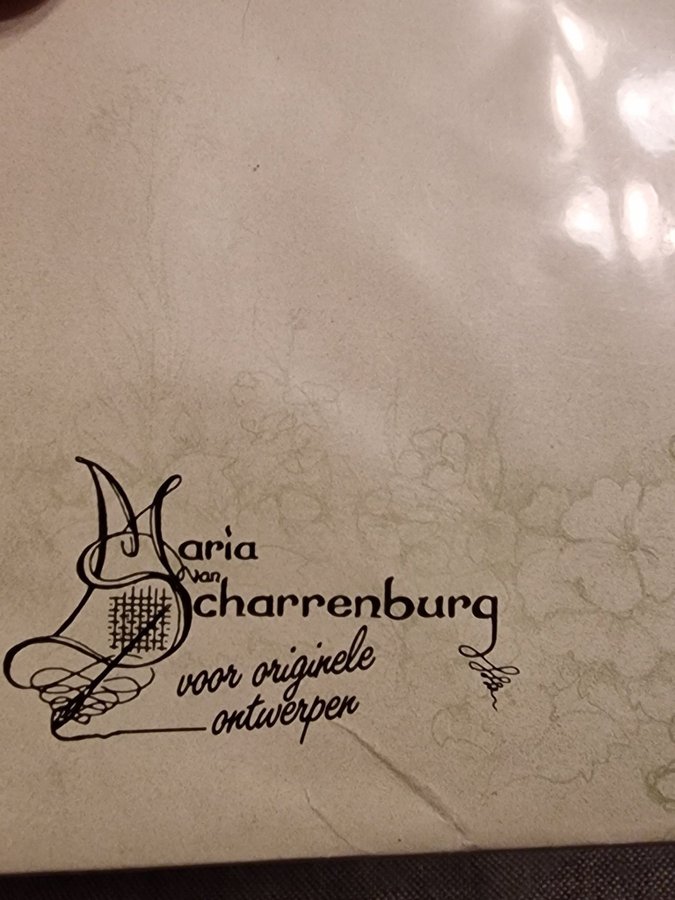 Maria
van
Scharrenburg
voor originele
ontwerpen